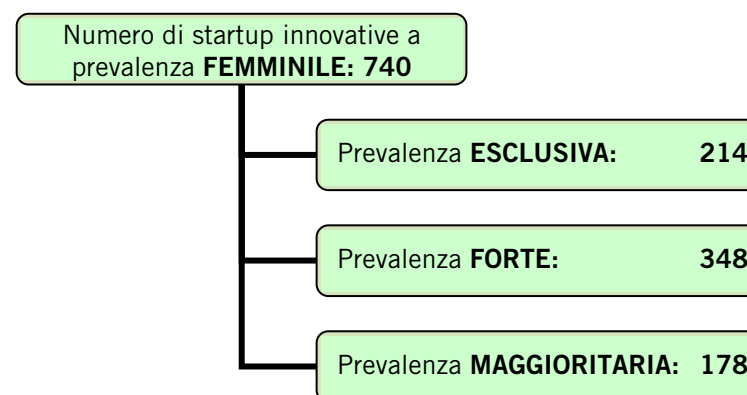 Numero di startup innovative a
prevalenza FEMMINILE: 740
Prevalenza ESCLUSIVA: 214
Prevalenza FORTE: 348
Prevalenza MAGGIORITARIA: 178